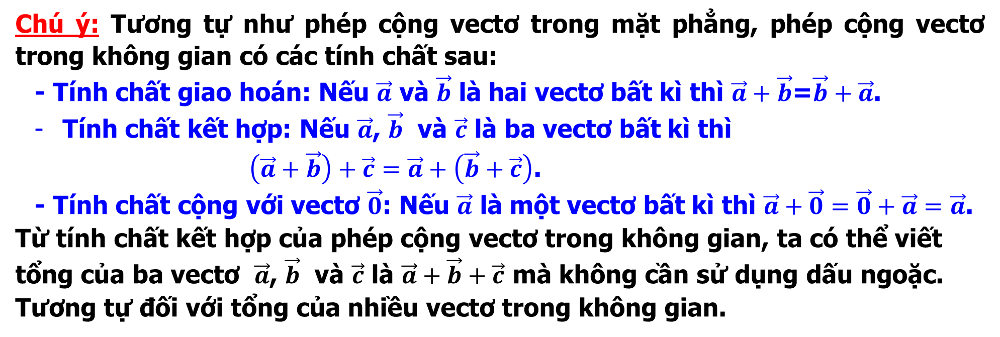 Chú ý: Tương tự như phép cộng vectơ trong mặt phẳng, phép cộng vectơ
trong không gian có các tính chất sau:
- Tính chất giao hoán: Nếu $\vec{a}$ và $\vec{b}$ là hai vectơ bất kì thì $\vec{a} + \vec{b}$=$\vec{b} + \vec{a}$.
- Tính chất kết hợp: Nếu $\vec{a}$, $\vec{b}$ và $\vec{c}$ là ba vectơ bất kì thì
$(\vec{a} + \vec{b}) + \vec{c} = \vec{a} + (\vec{b} + \vec{c})$.
- Tính chất cộng với vectơ $\vec{0}$: Nếu $\vec{a}$ là một vectơ bất kì thì $\vec{a} + \vec{0} = \vec{0} + \vec{a} = \vec{a}$.
Từ tính chất kết hợp của phép cộng vectơ trong không gian, ta có thể viết
tổng của ba vectơ $\vec{a}$, $\vec{b}$ và $\vec{c}$ là $\vec{a} + \vec{b} + \vec{c}$ mà không cần sử dụng dấu ngoặc.
Tương tự đối với tổng của nhiều vectơ trong không gian.